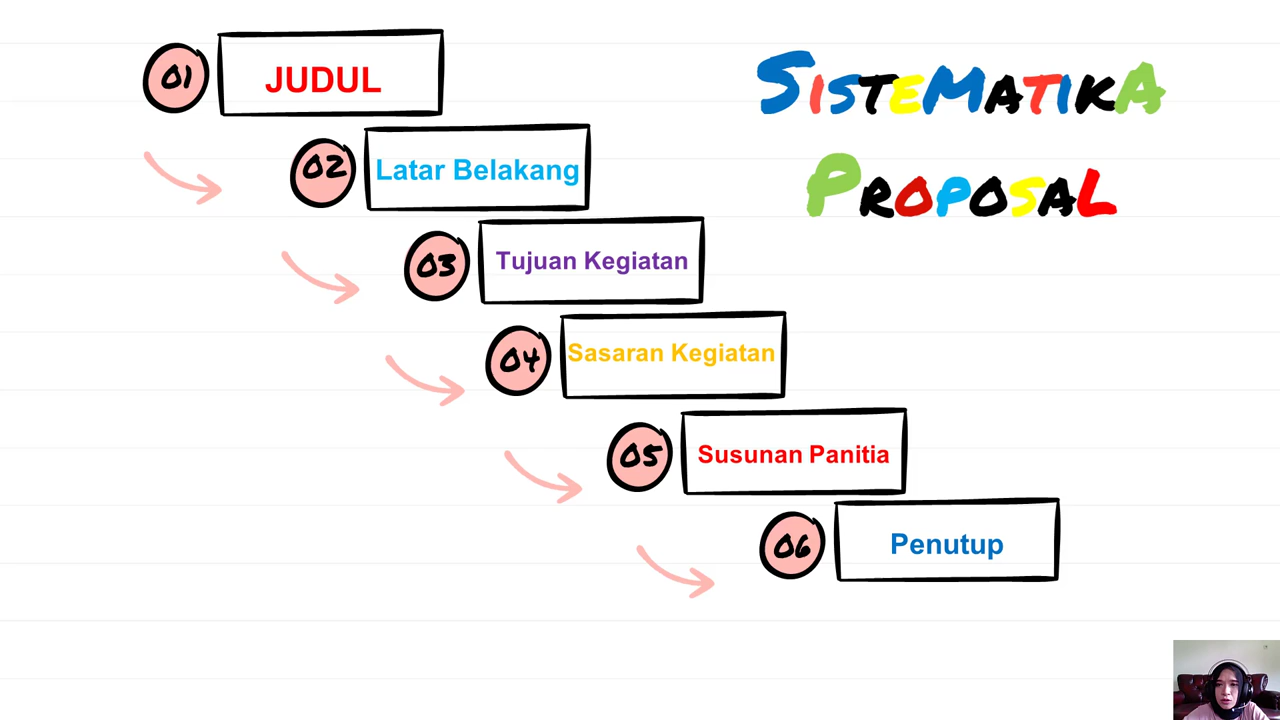 01
JUDUL
SISTEMATIKA
PROPOSAL
02
Latar Belakang
03
Tujuan Kegiatan
04
Sasaran Kegiatan
05
Susunan Panitia
06
Penutup